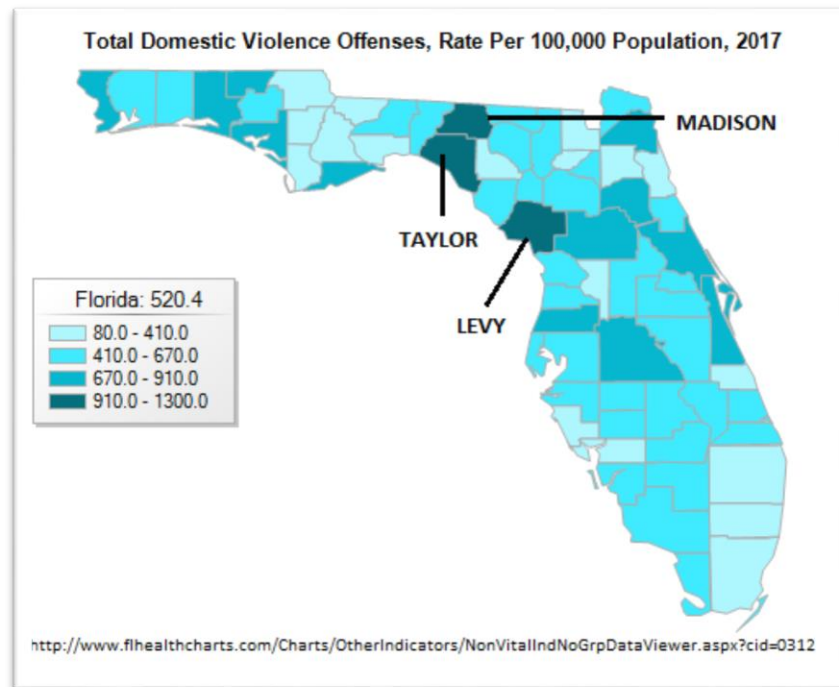 Total Domestic Violence Offenses, Rate Per 100,000 Population, 2017
MADISON
TAYLOR
LEVY
Florida: 520.4
80.0 - 410.0
410.0 - 670.0
670.0 - 910.0
910.0 - 1300.0
http://www.flhealthcharts.com/Charts/OtherIndicators/NonVitalIndNoGrpDataViewer.aspx?cid=0312